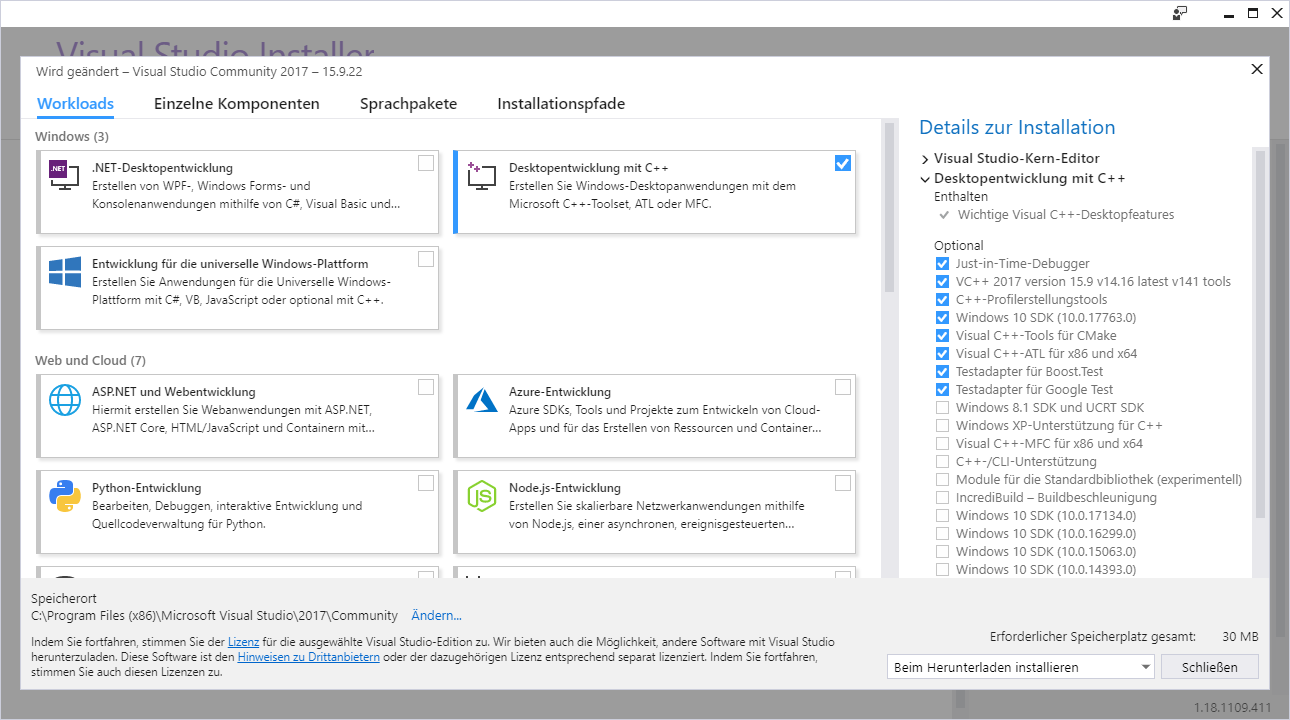 Visual Studio Installer
Wird geändert – Visual Studio Community 2017 – 15.9.22
Workloads
Einzelne Komponenten
Sprachpakete
Installationspfade
Windows (3)
.NET
.NET-Desktopentwicklung
Erstellen von WPF-, Windows Forms- und
Konsolenanwendungen mithilfe von C#, Visual Basic und...
Desktopentwicklung mit C++
Erstellen Sie Windows-Desktopanwendungen mit dem
Microsoft C++-Toolset, ATL oder MFC.
Entwicklung für die universelle Windows-Plattform
Erstellen Sie Anwendungen für die Universelle Windows-
Plattform mit C#, VB, JavaScript oder optional mit C++.
Web und Cloud (7)
ASP.NET und Webentwicklung
Hiermit erstellen Sie Webanwendungen mit ASP.NET,
ASP.NET Core, HTML/JavaScript und Containern mit...
Azure-Entwicklung
Azure SDKs, Tools und Projekte zum Entwickeln von Cloud-
Apps und für das Erstellen von Ressourcen und Container...
Python-Entwicklung
Bearbeiten, Debuggen, interaktive Entwicklung und
Quellcodeverwaltung für Python.
JS
Node.js-Entwicklung
Erstellen Sie skalierbare Netzwerkanwendungen mithilfe
von Node.js, einer asynchronen, ereignisgesteuerten...
Details zur Installation
Visual Studio-Kern-Editor
Desktopentwicklung mit C++
Enthalten
Wichtige Visual C++-Desktopfeatures
Optional
Just-in-Time-Debugger
VC++ 2017 version 15.9 v14.16 latest v141 tools
C++-Profilerstellungstools
Windows 10 SDK (10.0.17763.0)
Visual C++-Tools für CMake
Visual C++-ATL für x86 und x64
Testadapter für Boost.Test
Testadapter für Google Test
Windows 8.1 SDK und UCRT SDK
Windows XP-Unterstützung für C++
Visual C++-MFC für x86 und x64
C++-/CLI-Unterstützung
Module für die Standardbibliothek (experimentell)
IncrediBuild – Buildbeschleunigung
Windows 10 SDK (10.0.17134.0)
Windows 10 SDK (10.0.16299.0)
Windows 10 SDK (10.0.15063.0)
Windows 10 SDK (10.0.14393.0)
Speicherort
C:\Program Files (x86)\Microsoft Visual Studio\2017\Community Ändern...
Indem Sie fortfahren, stimmen Sie der Lizenz für die ausgewählte Visual Studio-Edition zu. Wir bieten auch die Möglichkeit, andere Software mit Visual Studio
herunterzuladen. Diese Software ist den Hinweisen zu Drittanbietern oder der dazugehörigen Lizenz entsprechend separat lizenziert. Indem Sie fortfahren,
stimmen Sie auch diesen Lizenzen zu.
Erforderlicher Speicherplatz gesamt: 30 MB
Beim Herunterladen installieren
Schließen
1.18.1109.411